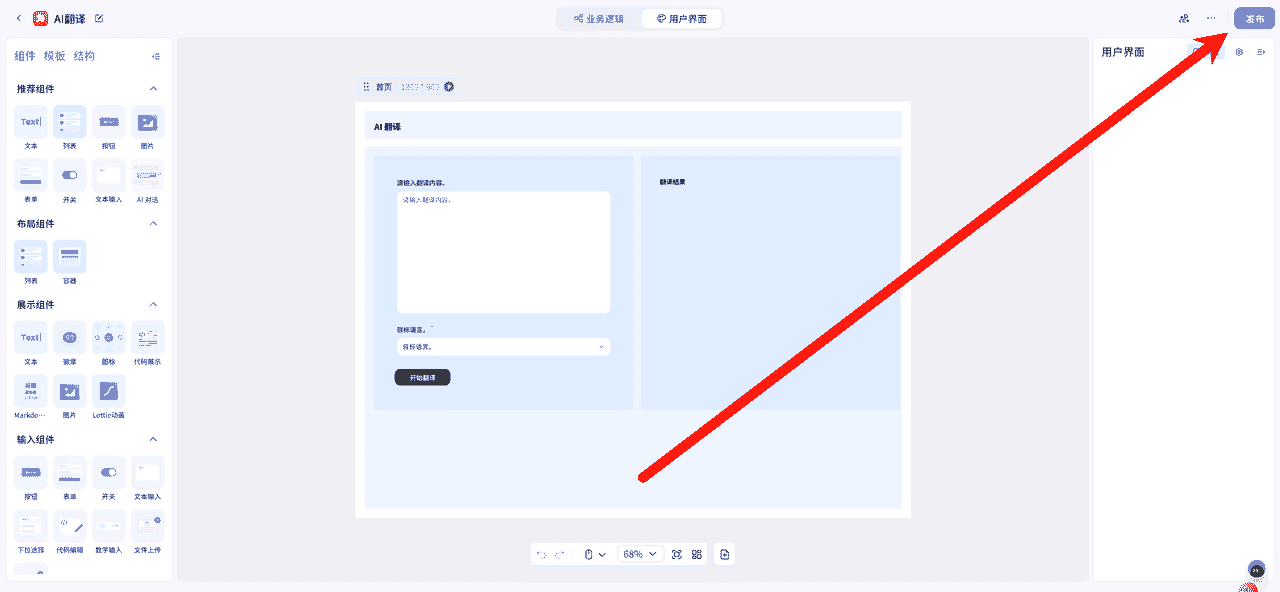 AI翻译
业务逻辑
用户界面
发布
组件 模板 结构
用户界面
推荐组件
首页
Text
文本 列表 按钮 图片
AI 翻译
表单 开关 文本输入 AI 对话
请输入翻译内容。
翻译结果
请输入翻译内容。
布局组件
列表 容器
展示组件
Text
目标语言。
目标语言。
文本 徽章 图标 代码展示
开始翻译
Markdo… 图片 Lottie动画
输入组件
按钮 表单 开关 文本输入
下拉选择 代码编辑 数字输入 文件上传
68%